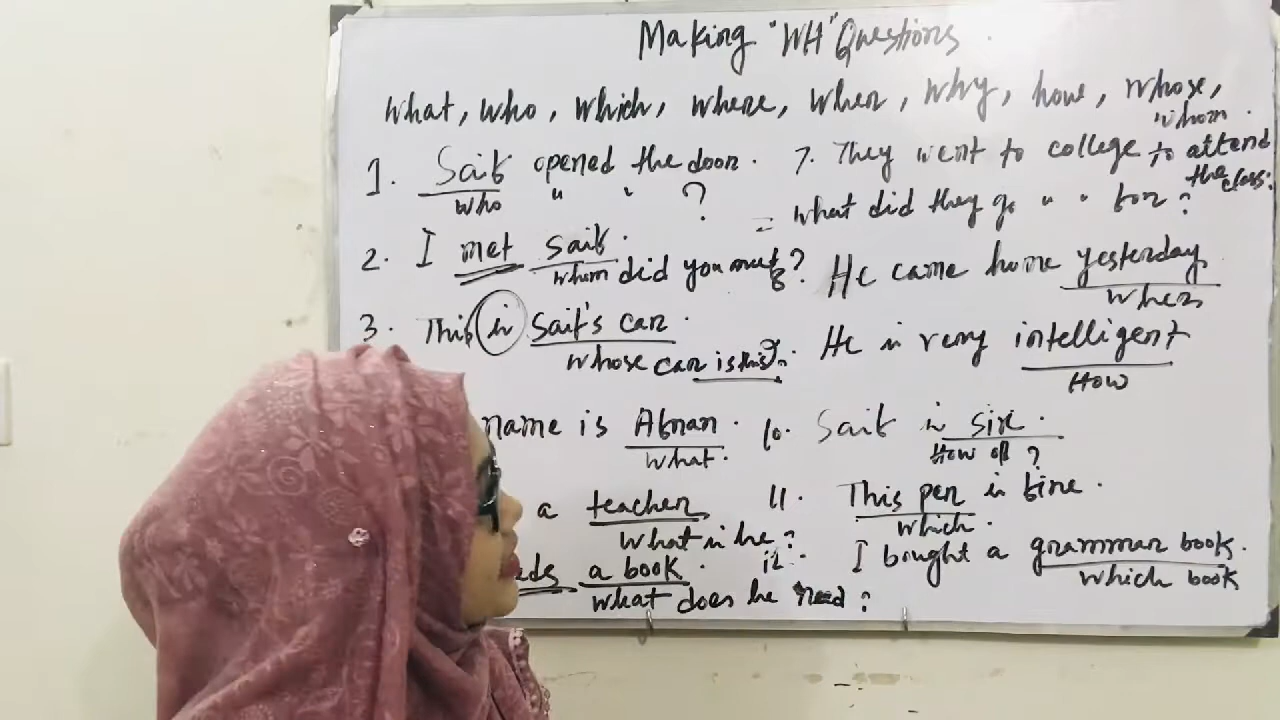 Making "WH" Questions.
What, who, which, where, when, why, how, whose,
whom.
1. Saif opened the door.
who " " ?
2. I met Saif.
whom did you meet?
3. This is Saif's car.
whose car is this?
name is Afnan.
what.
a teacher
What is he?
a book.
what does he need?
7. They went to college to attend
the class.
= what did they go " " for?
8. He came home yesterday
when
He is very intelligent
How
10. Saif is six.
How old?
11. This pen is fine.
which.
12. I bought a grammar book.
which book